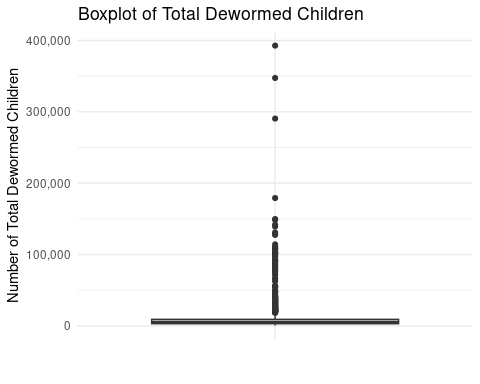 Boxplot of Total Dewormed Children
Number of Total Dewormed Children
400,000
300,000
200,000
100,000
0